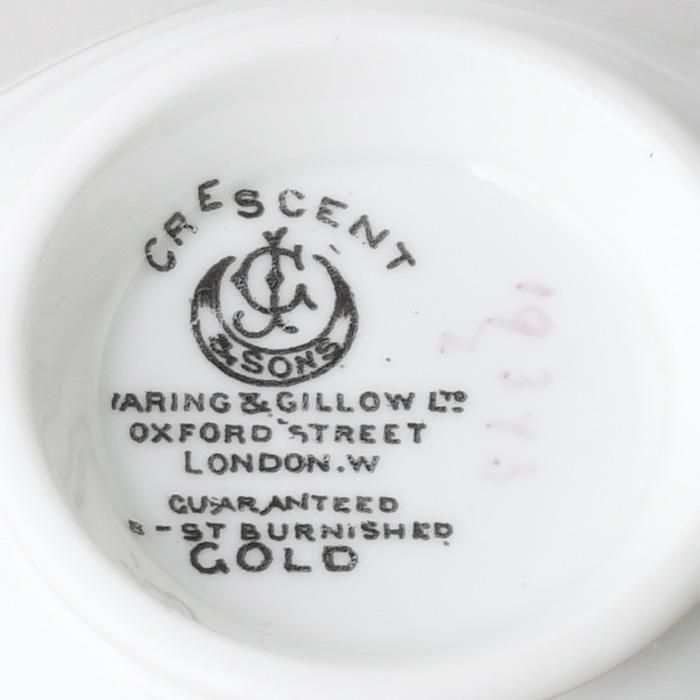 CRESCENT
& SONS
ARING & GILLOW LTD
OXFORD STREET
LONDON.W
GUARANTEED
ST BURNISHED
GOLD